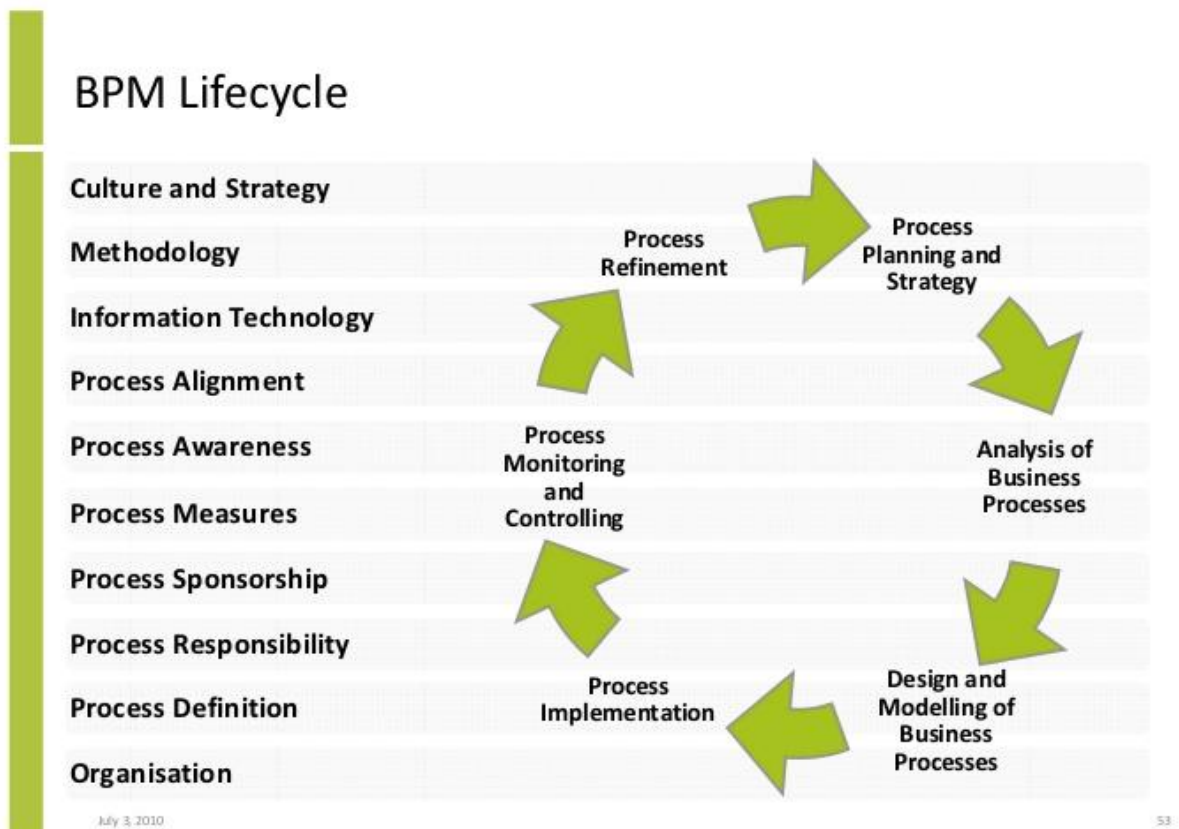 BPM Lifecycle
Culture and Strategy
Methodology
Information Technology
Process Alignment
Process Awareness
Process Measures
Process Sponsorship
Process Responsibility
Process Definition
Organisation
Process
Planning and
Strategy
Analysis of
Business
Processes
Design and
Modelling of
Business
Processes
Process
Implementation
Process
Monitoring
and
Controlling
Process
Refinement
July 3, 2010
53